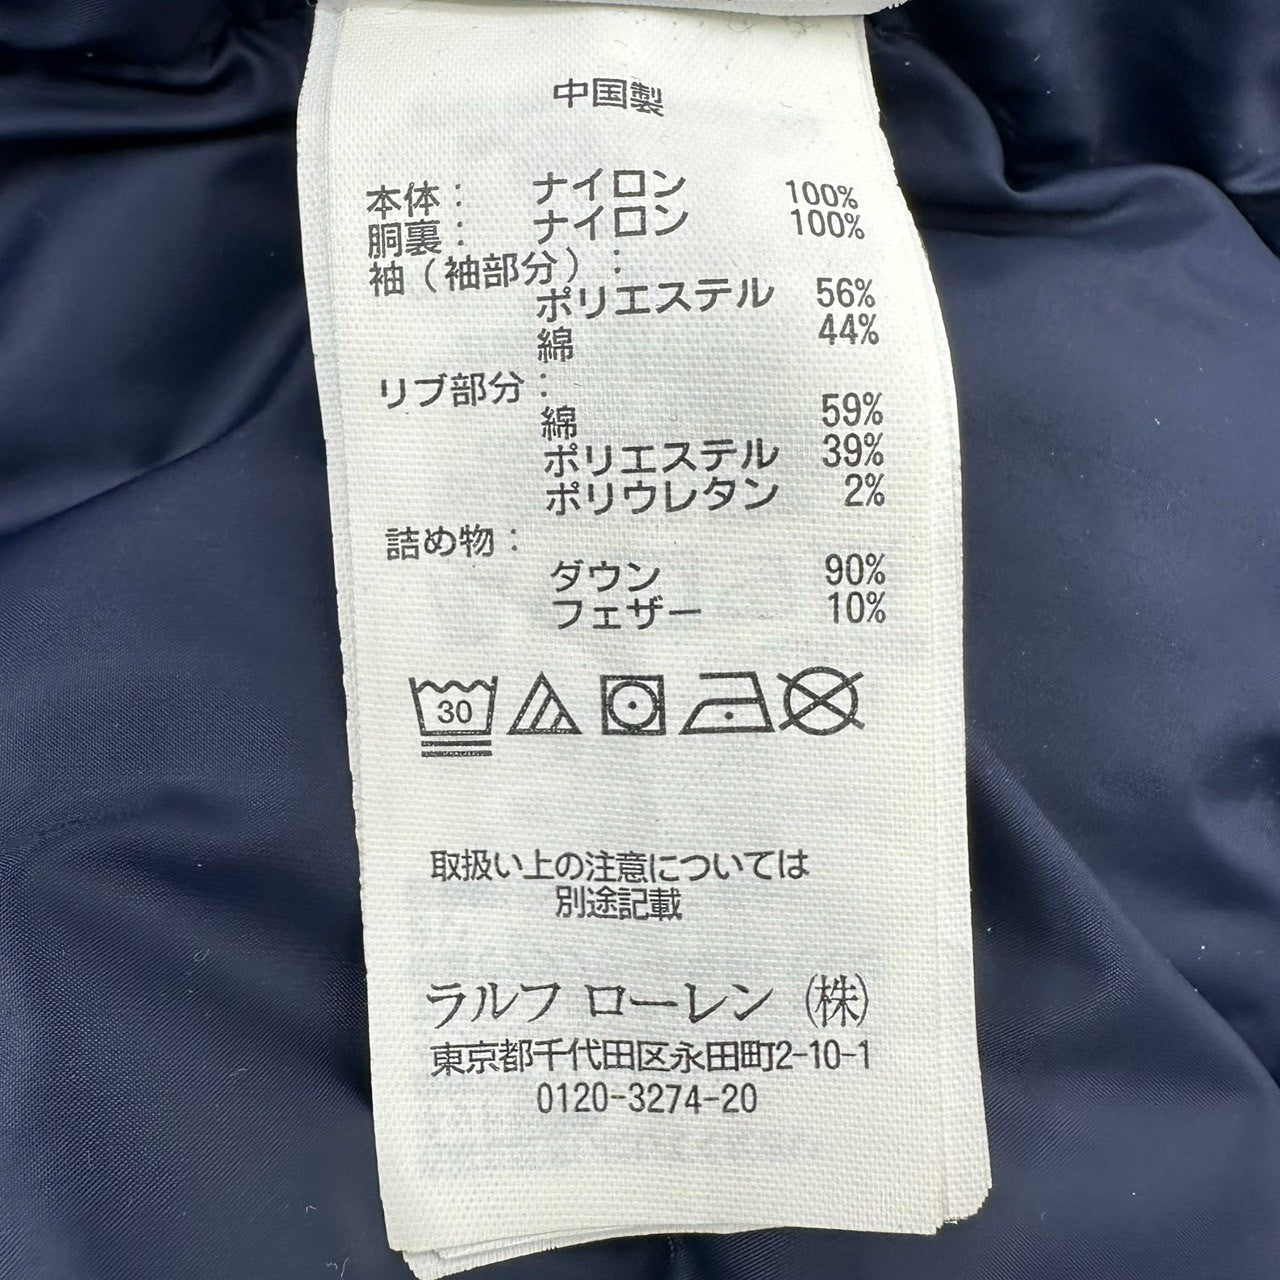 中国製
本体： ナイロン 100%
胴裏： ナイロン 100%
袖（袖部分）：
ポリエステル 56%
綿 44%
リブ部分：
綿 59%
ポリエステル 39%
ポリウレタン 2%
詰め物：
ダウン 90%
フェザー 10%
30
取扱い上の注意については
別途記載
ラルフ ローレン（株）
東京都千代田区永田町2-10-1
0120-3274-20